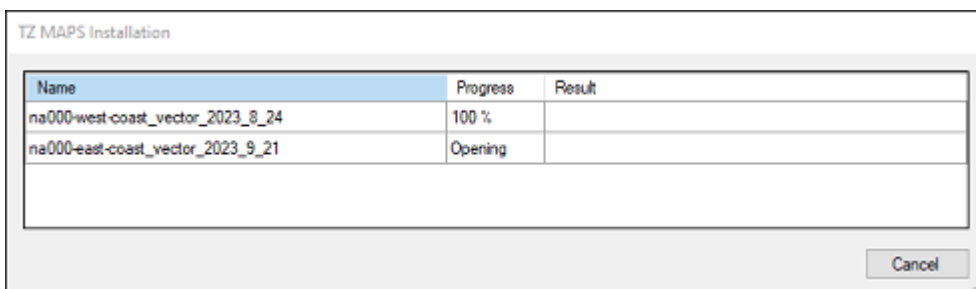 TZ MAPS Installation
Name Progress Result
na000-west-coast_vector_2023_8_24 100 %
na000-east-coast_vector_2023_9_21 Opening
Cancel